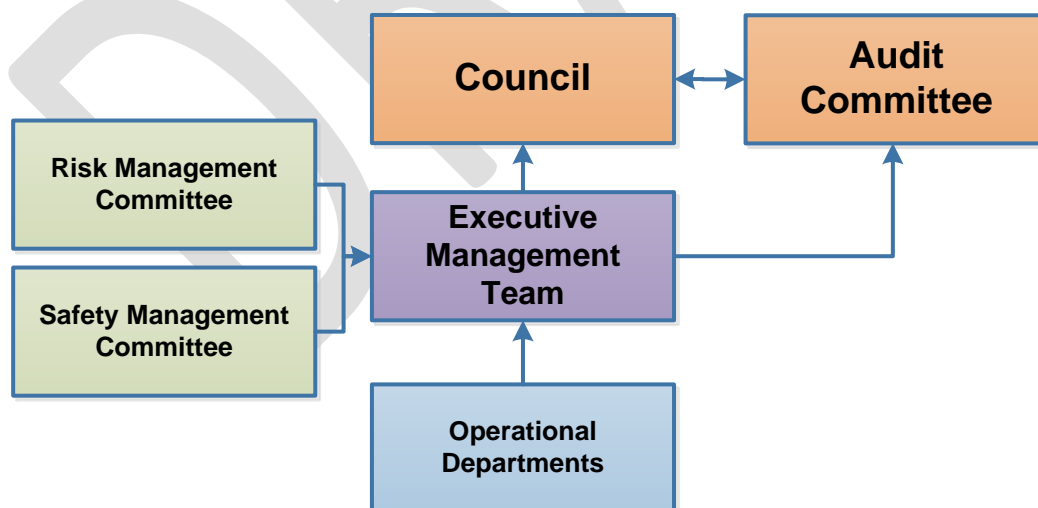 Council
Audit
Committee
Risk Management
Committee
Executive
Management
Team
Safety Management
Committee
Operational
Departments